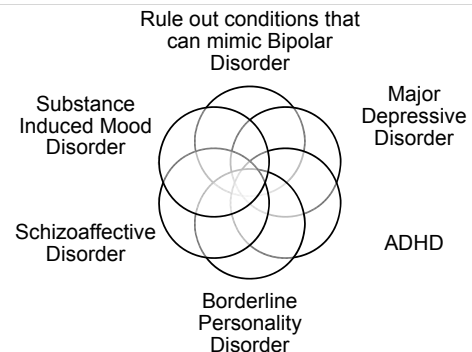 Rule out conditions that
can mimic Bipolar
Disorder
Major
Depressive
Disorder
ADHD
Borderline
Personality
Disorder
Schizoaffective
Disorder
Substance
Induced Mood
Disorder